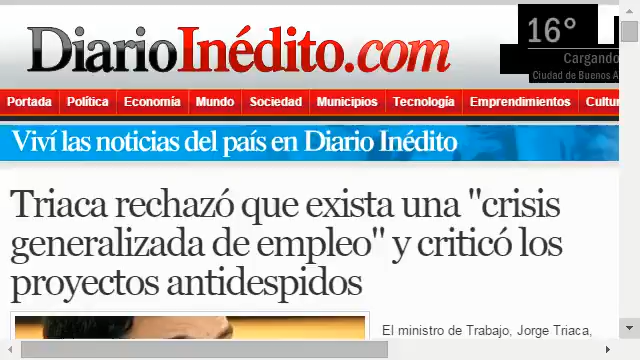 DiarioInédito.com
16°
Cargando
Ciudad de Buenos A
Portada Política Economía Mundo Sociedad Municipios Tecnología Emprendimientos Cultu
Viví las noticias del país en Diario Inédito
Triaca rechazó que exista una "crisis
generalizada de empleo" y criticó los
proyectos antidespidos
El ministro de Trabajo, Jorge Triaca,